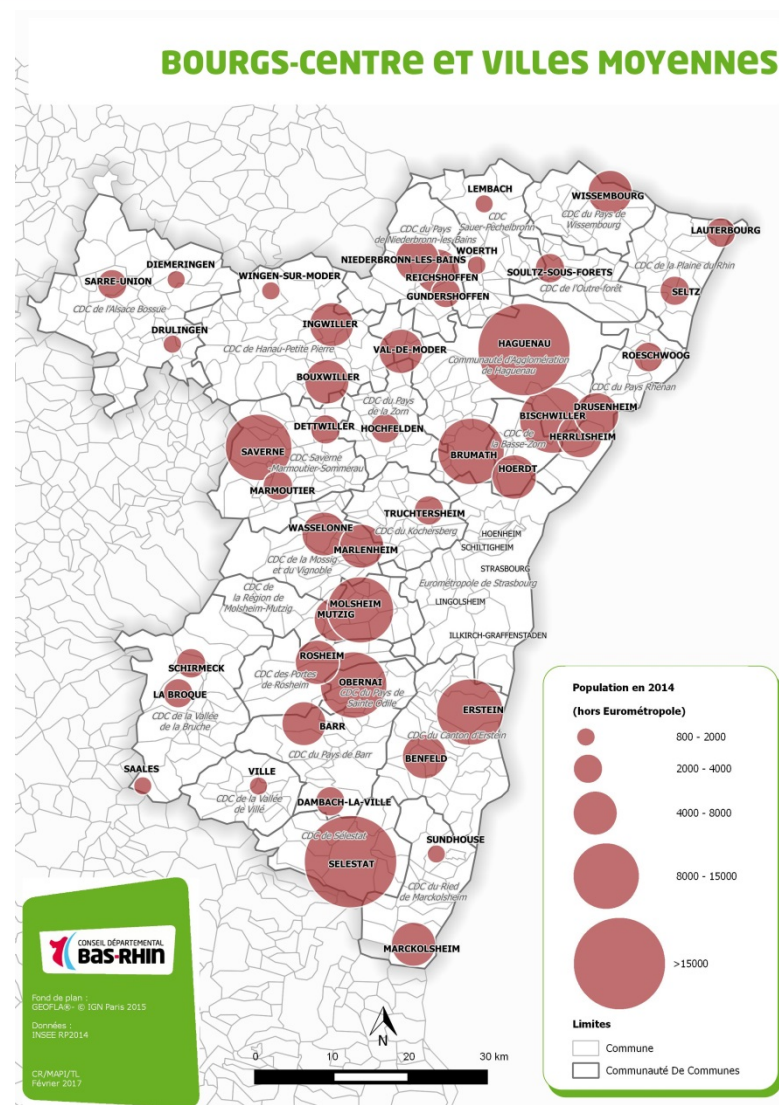 BOURGS-CENTRE ET VILLES MOYENNES
LEMBACH
WISSEMBOURG
CDC
Sauer-Pechelbronn
CDC du Pays de
Wissembourg
LAUTERBOURG
CDC du Pays
de Niederbronn-les-Bains
WOERTH
NIEDERBRONN-LES-BAINS
REICHSHOFFEN
GUNDERSHOFFEN
SOULTZ-SOUS-FORETS
CDC de l'Outre-forêt
CDC de la Plaine du Rhin
SELTZ
DIEMERINGEN
SARRE-UNION
CDC de l'Alsace Bossue
WINGEN-SUR-MODER
DRULINGEN
INGWILLER
CDC de Hanau-Petite Pierre
VAL-DE-MODER
HAGUENAU
Communauté d'Agglomération
de Haguenau
ROESCHWOOG
CDC du Pays Rhénan
BOUXWILLER
CDC du Pays
de la Zorn
DETTWILLER
HOCHFELDEN
DRUSENHEIM
BISCHWILLER
HERRLISHEIM
CDC de
la Basse-Zorn
SAVERNE
CDC Saverne
-Marmoutier-Sommerau
BRUMATH
HOERDT
MARMOUTIER
TRUCHTERSHEIM
CDC du Kochersberg
WASSELONNE
MARLENHEIM
CDC de la Mossig
et du Vignoble
HOENHEIM
SCHILTIGHEIM
STRASBOURG
Eurométropole de Strasbourg
LINGOLSHEIM
ILLKIRCH-GRAFFENSTADEN
CDC de
la Région de
Molsheim-Mutzig
MOLSHEIM
MUTZIG
SCHIRMECK
ROSHEIM
CDC des Portes
de Rosheim
LA BROQUE
CDC de la Vallée
de la Bruche
OBERNAI
CDC du Pays de
Sainte Odile
ERSTEIN
CDC du Canton d'Erstein
BARR
CDC du Pays de Barr
BENFELD
SAALES
VILLE
CDC de la Vallée
de Villé
DAMBACH-LA-VILLE
CDC de Sélestat
SELESTAT
SUNDHOUSE
CDC du Ried
de Marckolsheim
MARCKOLSHEIM
Population en 2014
(hors Eurométropole)
800 - 2000
2000 - 4000
4000 - 8000
8000 - 15000
>15000
Limites
Commune
Communauté De Communes
CONSEIL DÉPARTEMENTAL
BAS-RHIN
Fond de plan :
GEOFLA®- © IGN Paris 2015
Données :
INSEE RP2014
CR/MAPI/TL
Février 2017
N
0 10 20 30 km